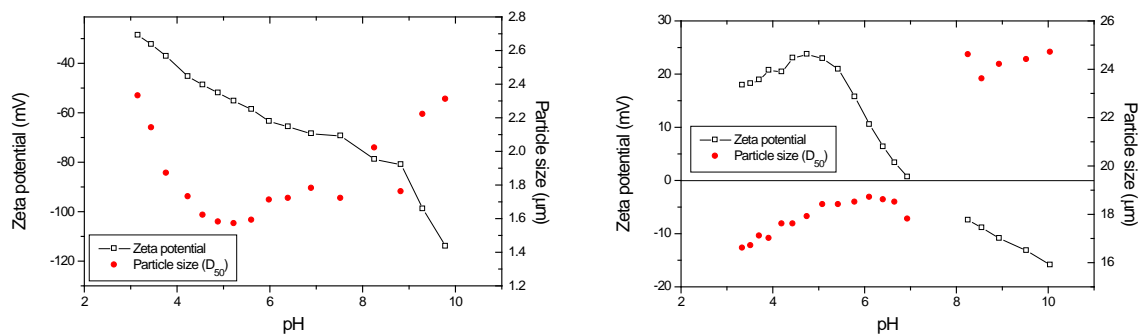 -40
-60
-80
-100
-120
Zeta potential (mV)
2.8
2.6
2.4
2.2
2.0
1.8
1.6
1.4
1.2
Particle size (μm)
Zeta potential
Particle size (D50)
2 4 6 8 10
pH
30
20
10
0
-10
-20
Zeta potential (mV)
26
24
22
20
18
16
Particle size (μm)
Zeta potential
Particle size (D50)
2 4 6 8 10
pH